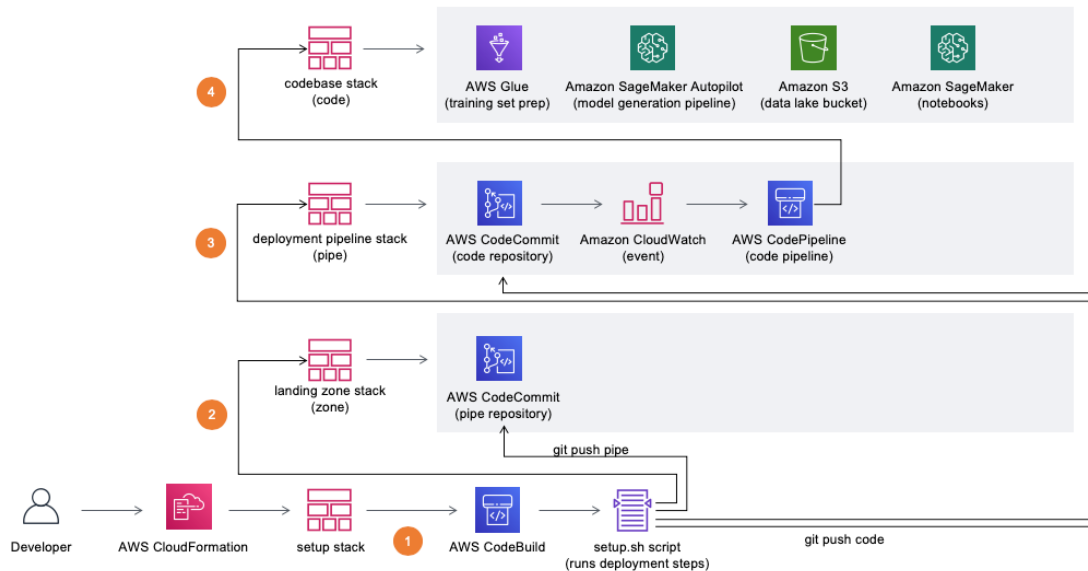 codebase stack
(code)
AWS Glue
(training set prep)
Amazon SageMaker Autopilot
(model generation pipeline)
Amazon S3
(data lake bucket)
Amazon SageMaker
(notebooks)
4
deployment pipeline stack
(pipe)
AWS CodeCommit
(code repository)
Amazon CloudWatch
(event)
AWS CodePipeline
(code pipeline)
3
landing zone stack
(zone)
AWS CodeCommit
(pipe repository)
2
git push pipe
Developer
AWS CloudFormation
setup stack
1
AWS CodeBuild
setup.sh script
(runs deployment steps)
git push code